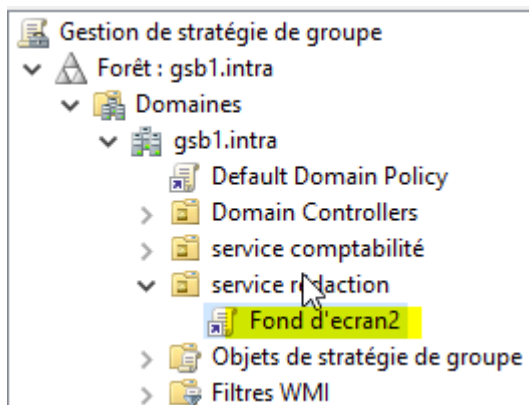 Gestion de stratégie de groupe
Forêt : gsb1.intra
Domaines
gsb1.intra
Default Domain Policy
Domain Controllers
service comptabilité
service rédaction
Fond d'ecran2
Objets de stratégie de groupe
Filtres WMI